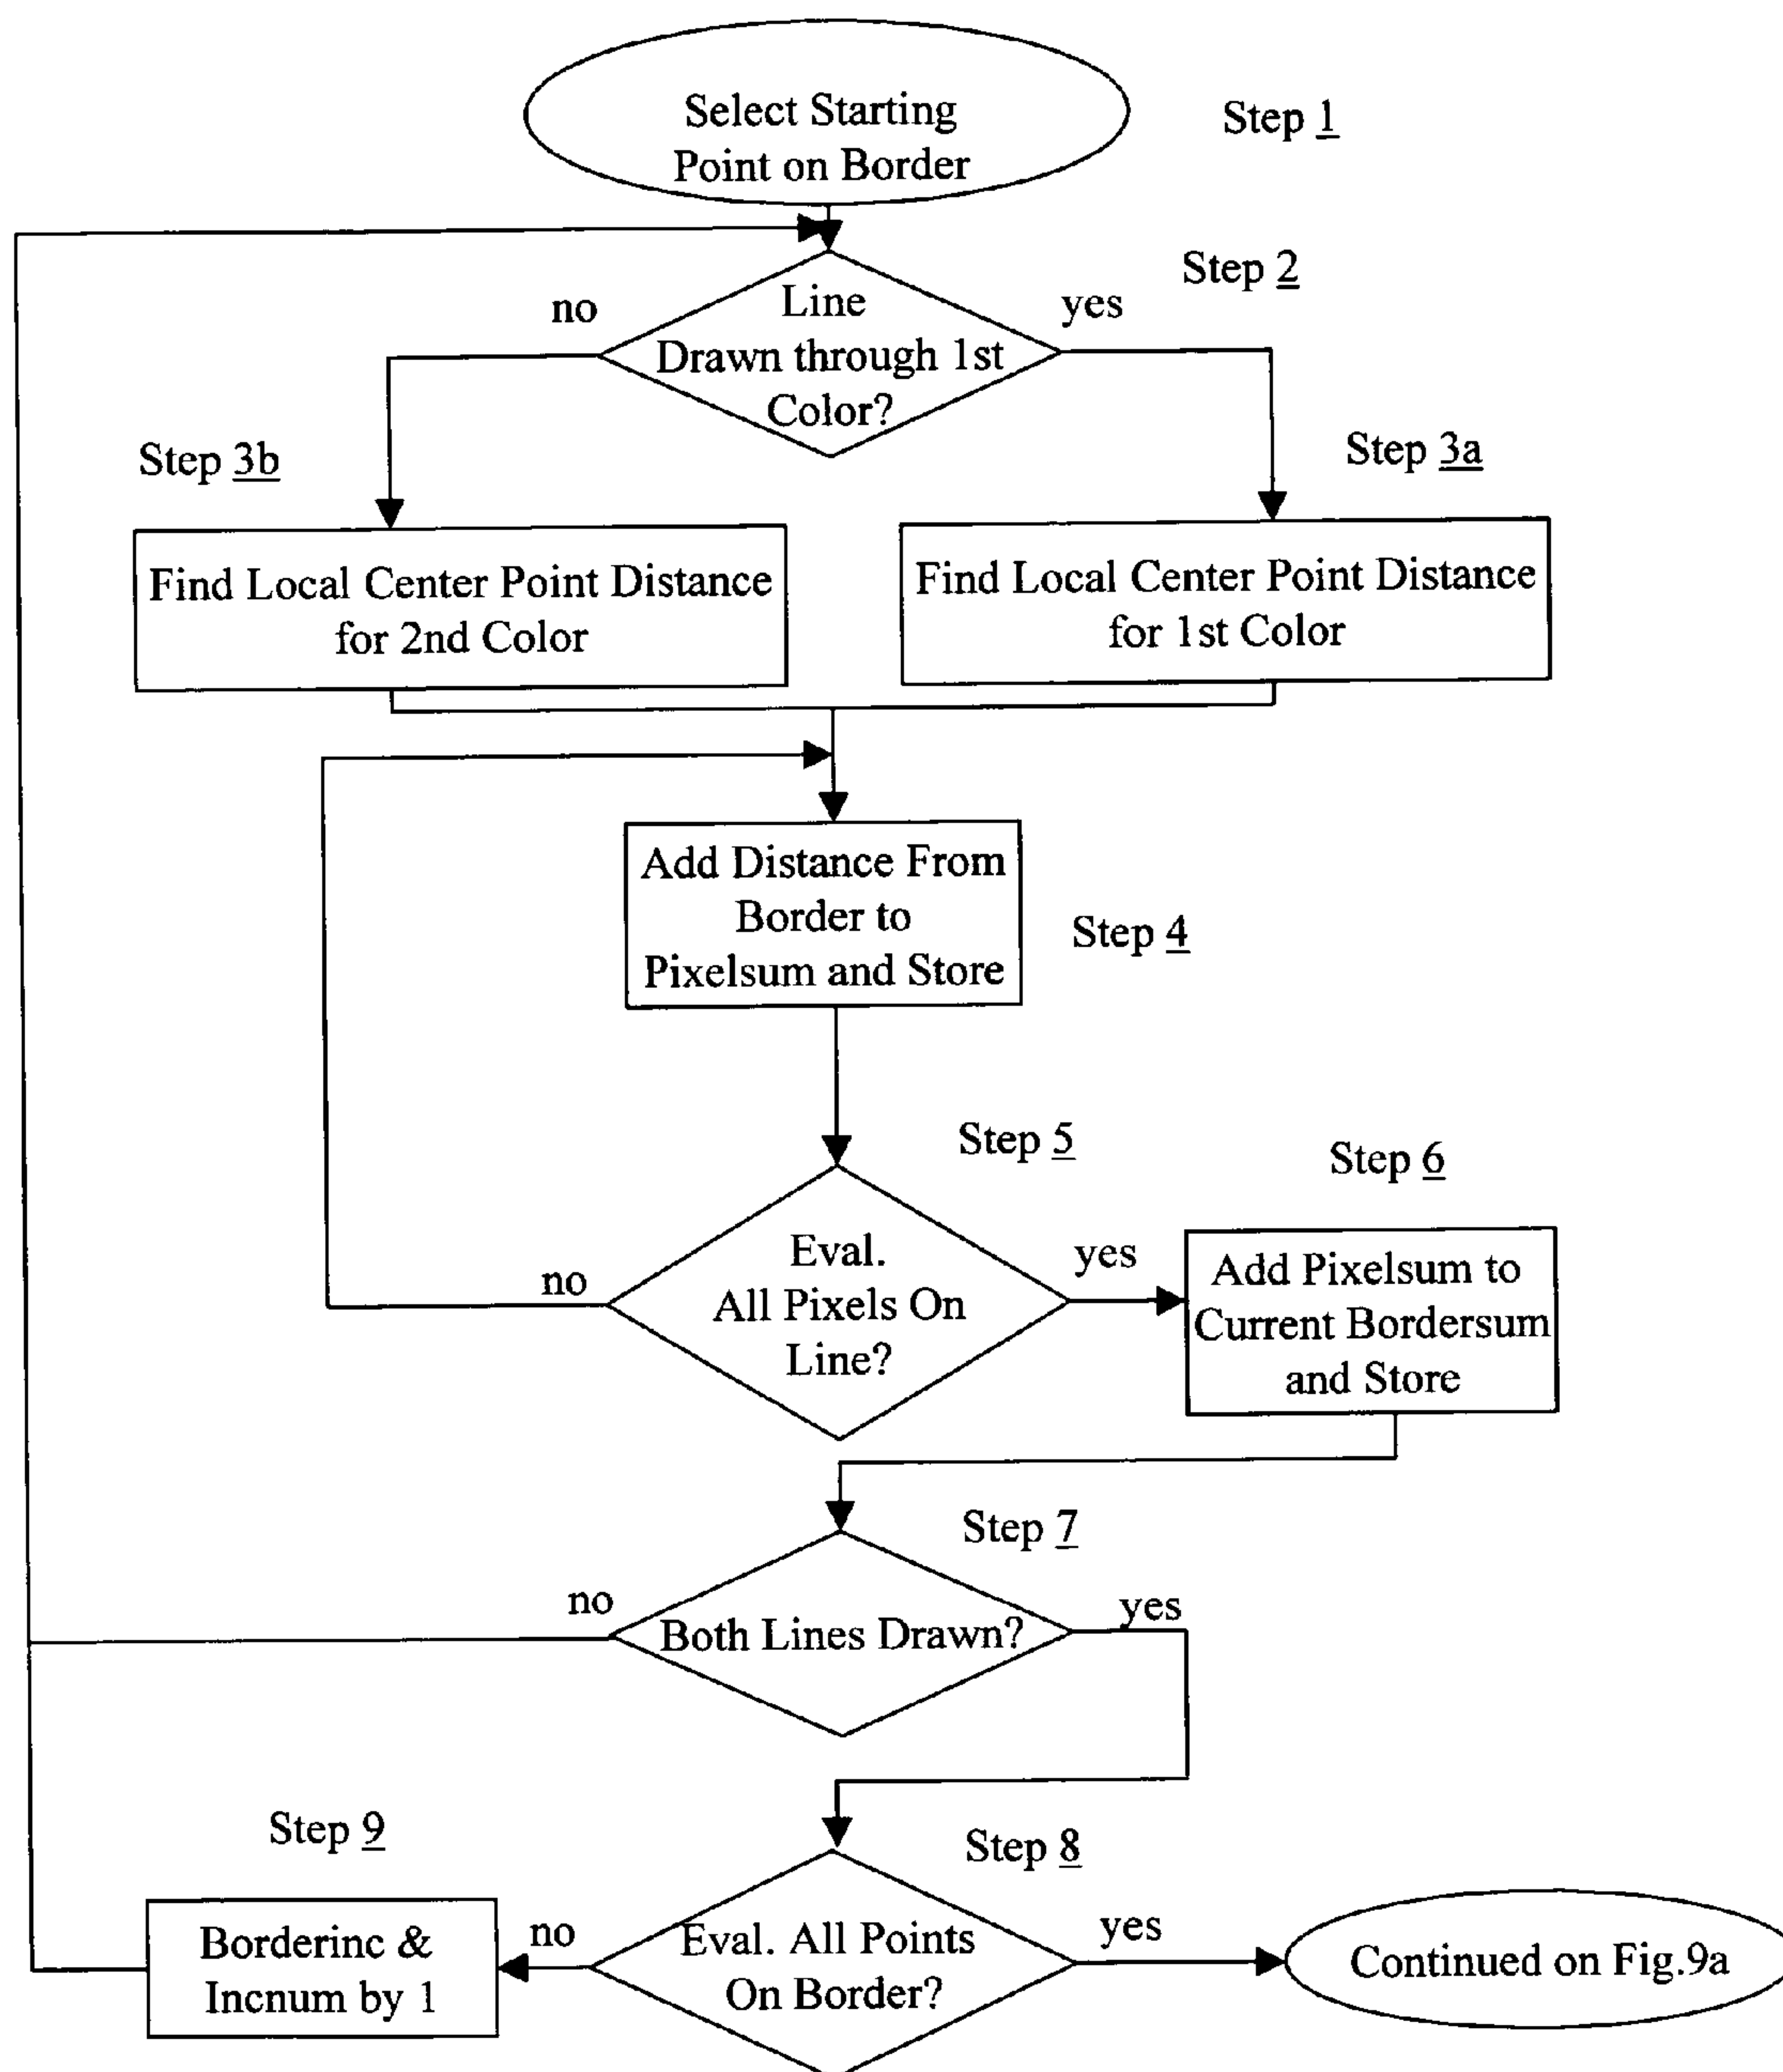 Select Starting
Point on Border
Step 1
Step 2
no
Line
Drawn through 1st
Color?
yes
Step 3b
Step 3a
Find Local Center Point Distance
for 2nd Color
Find Local Center Point Distance
for 1st Color
Add Distance From
Border to
Pixelsum and Store
Step 4
Step 5
Step 6
no
Eval.
All Pixels On
Line?
yes
Add Pixelsum to
Current Bordersum
and Store
Step 7
no
Both Lines Drawn?
yes
Step 9
Step 8
Borderinc &
Incnum by 1
no
Eval. All Points
On Border?
yes
Continued on Fig.9a